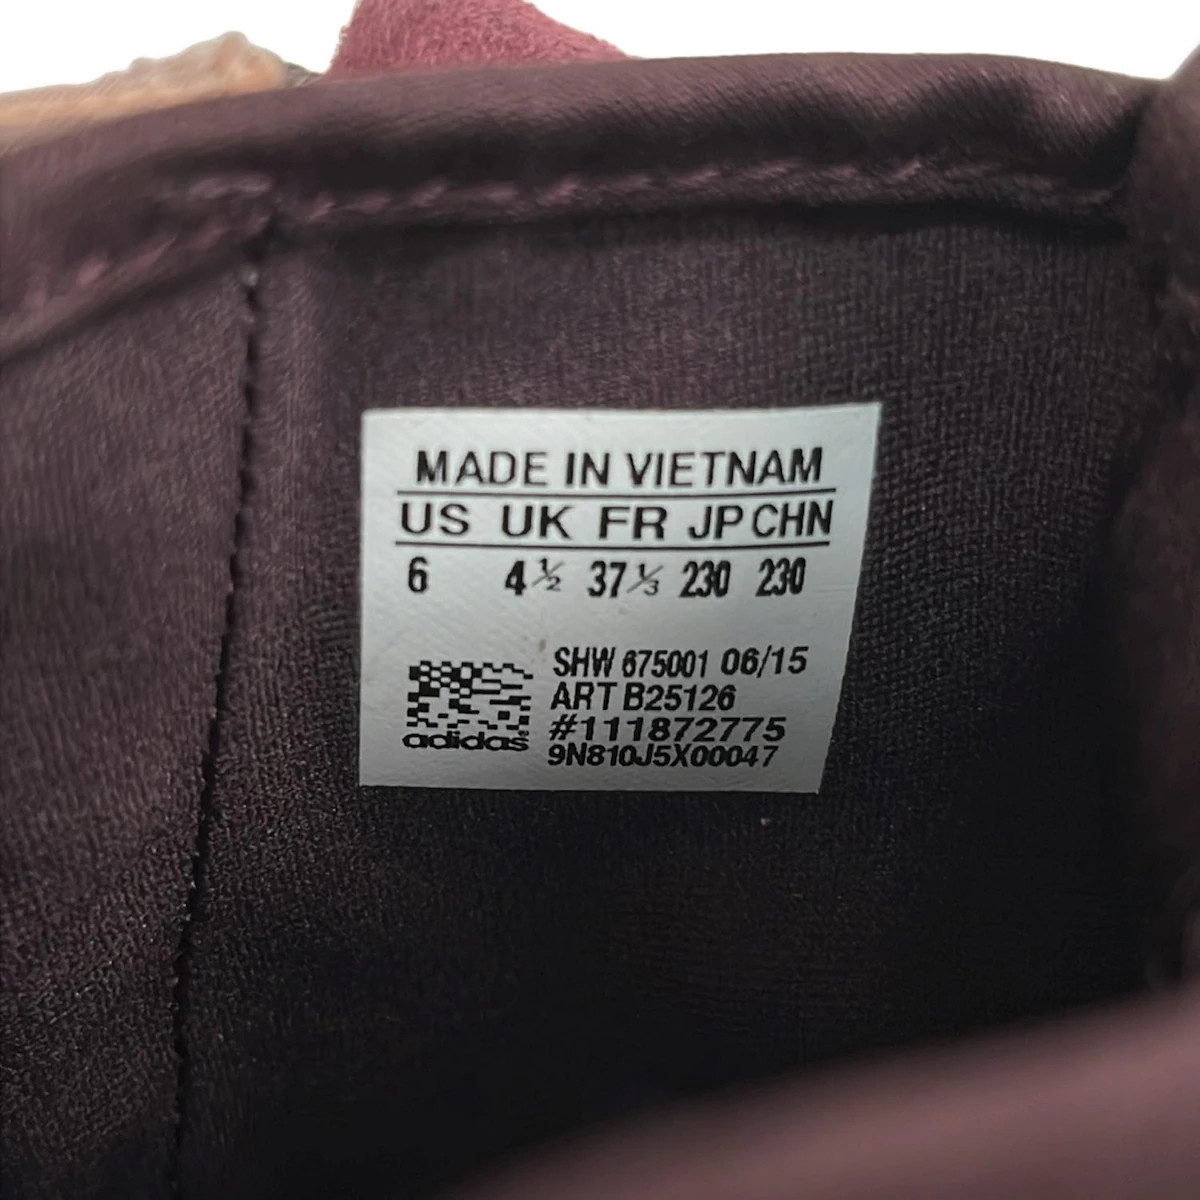 MADE IN VIETNAM
US UK FR JP CHN
6 4½ 37⅓ 230 230
SHW 675001 06/15
ART B25126
#111872775
adidas
9N810J5X00047